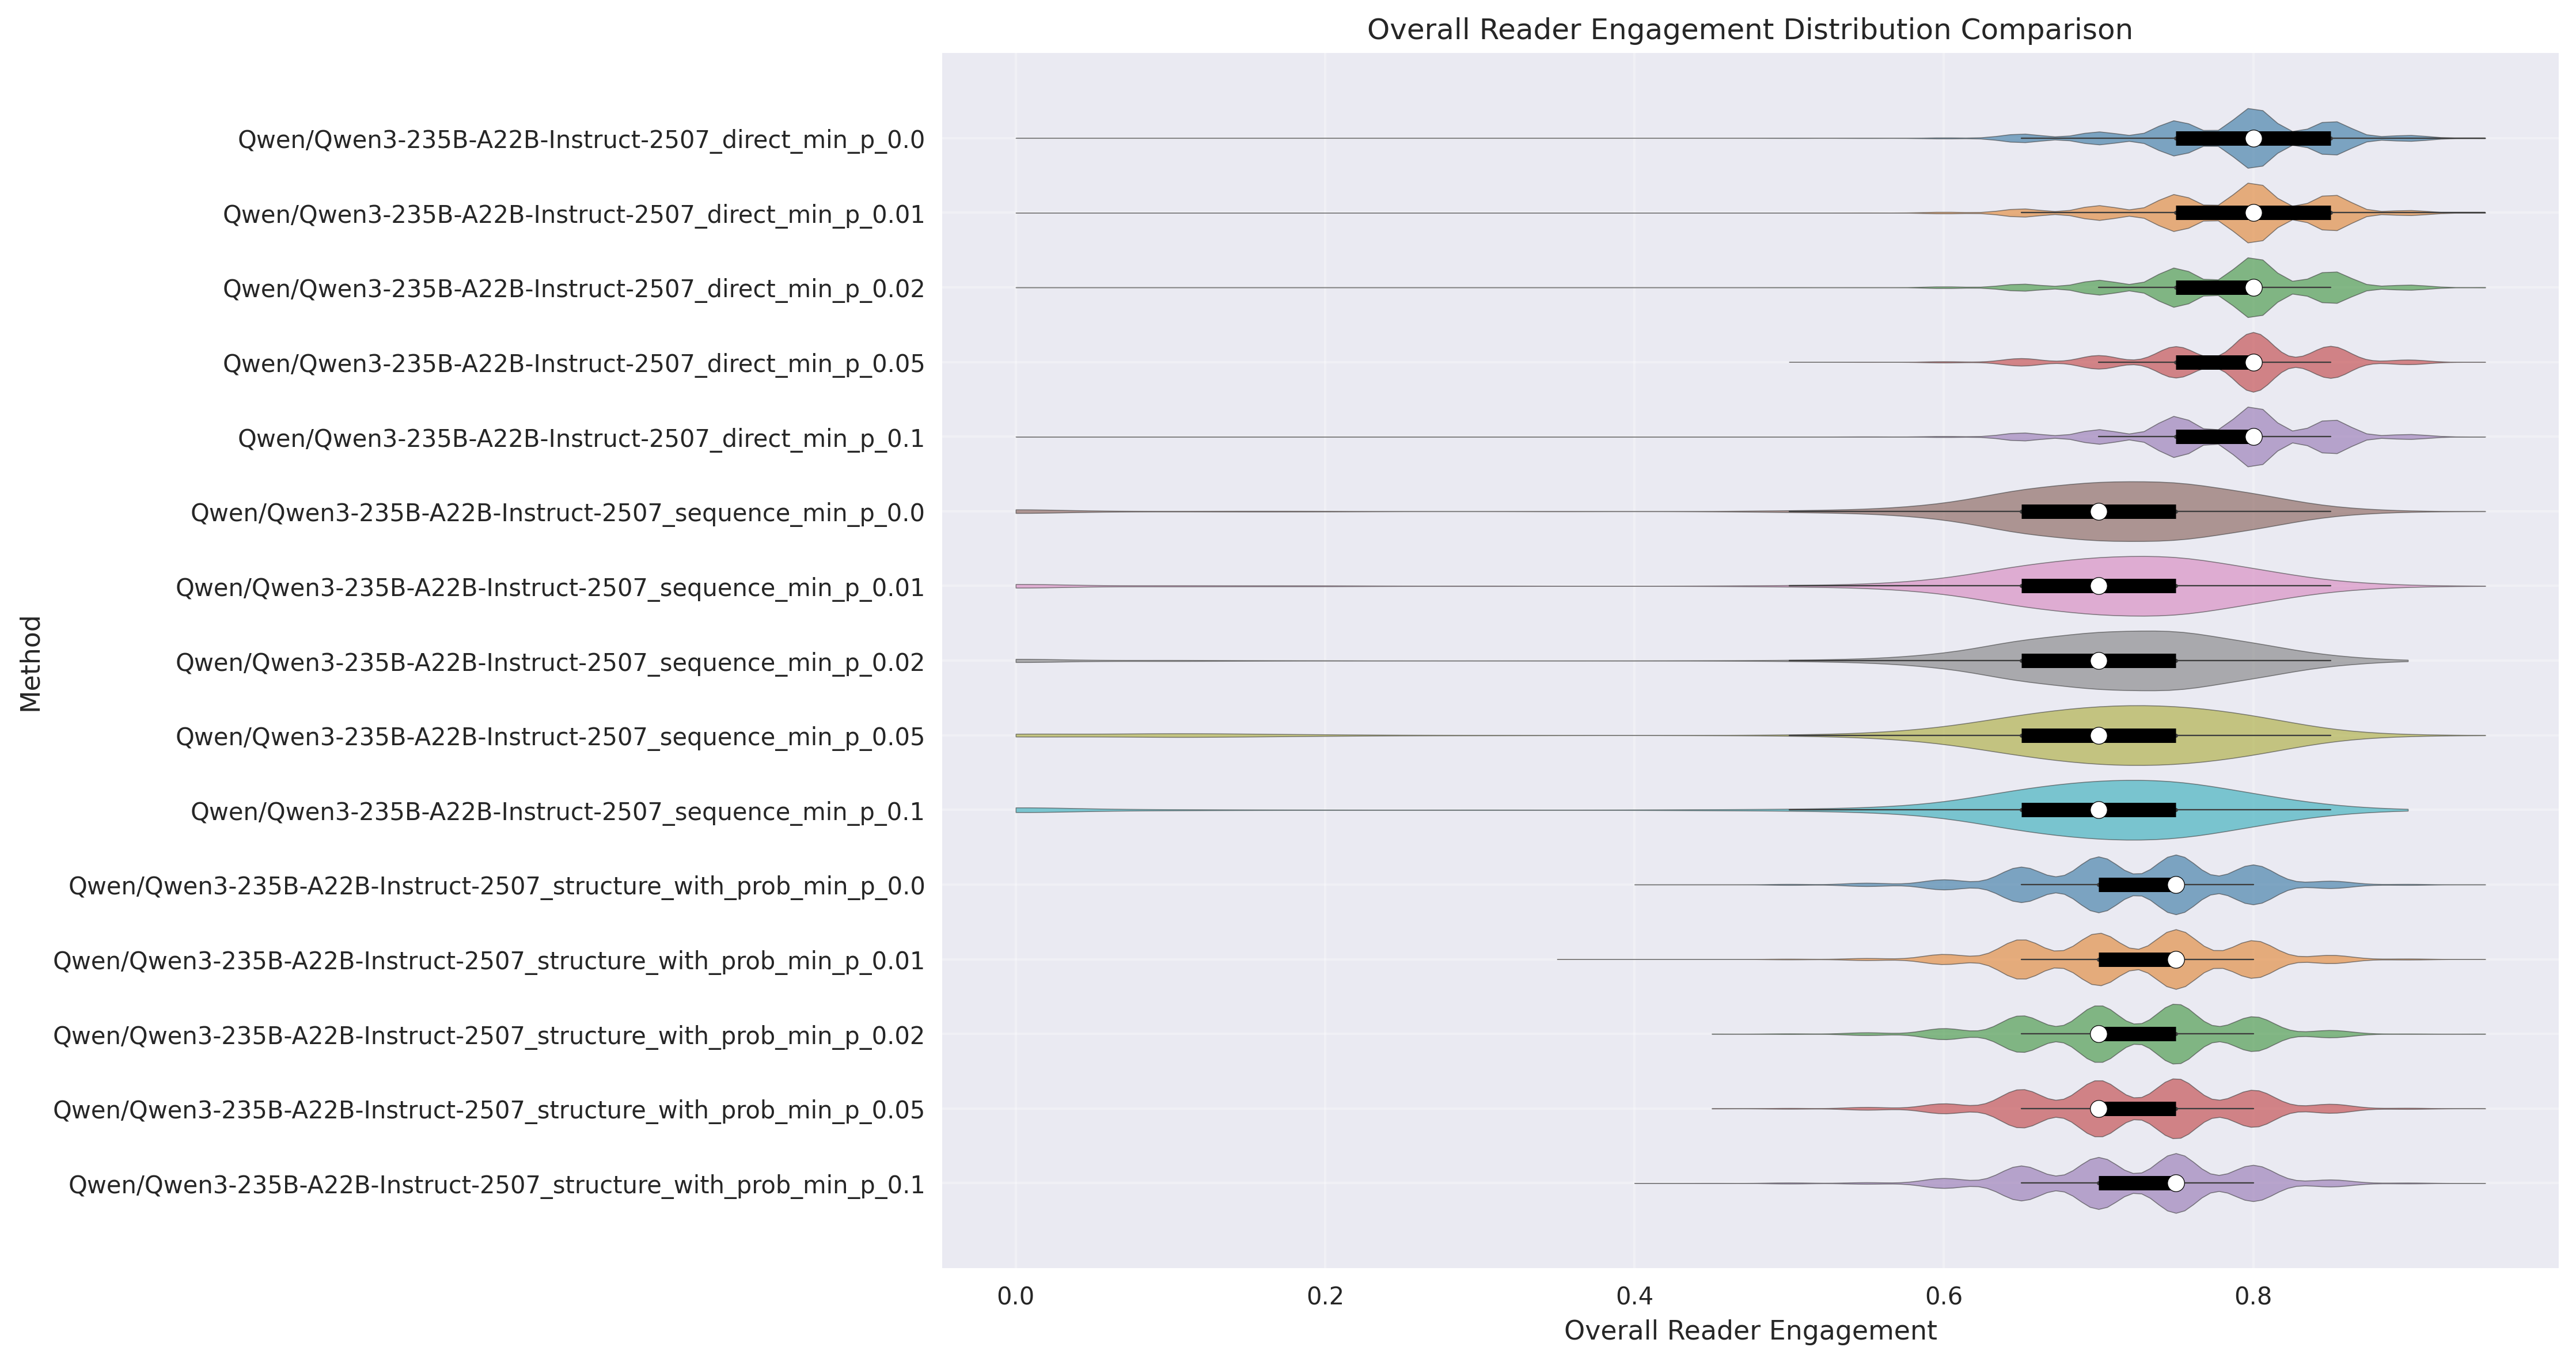 Overall Reader Engagement Distribution Comparison
Method
Qwen/Qwen3-235B-A22B-Instruct-2507_direct_min_p_0.0
Qwen/Qwen3-235B-A22B-Instruct-2507_direct_min_p_0.01
Qwen/Qwen3-235B-A22B-Instruct-2507_direct_min_p_0.02
Qwen/Qwen3-235B-A22B-Instruct-2507_direct_min_p_0.05
Qwen/Qwen3-235B-A22B-Instruct-2507_direct_min_p_0.1
Qwen/Qwen3-235B-A22B-Instruct-2507_sequence_min_p_0.0
Qwen/Qwen3-235B-A22B-Instruct-2507_sequence_min_p_0.01
Qwen/Qwen3-235B-A22B-Instruct-2507_sequence_min_p_0.02
Qwen/Qwen3-235B-A22B-Instruct-2507_sequence_min_p_0.05
Qwen/Qwen3-235B-A22B-Instruct-2507_sequence_min_p_0.1
Qwen/Qwen3-235B-A22B-Instruct-2507_structure_with_prob_min_p_0.0
Qwen/Qwen3-235B-A22B-Instruct-2507_structure_with_prob_min_p_0.01
Qwen/Qwen3-235B-A22B-Instruct-2507_structure_with_prob_min_p_0.02
Qwen/Qwen3-235B-A22B-Instruct-2507_structure_with_prob_min_p_0.05
Qwen/Qwen3-235B-A22B-Instruct-2507_structure_with_prob_min_p_0.1
0.0 0.2 0.4 0.6 0.8
Overall Reader Engagement